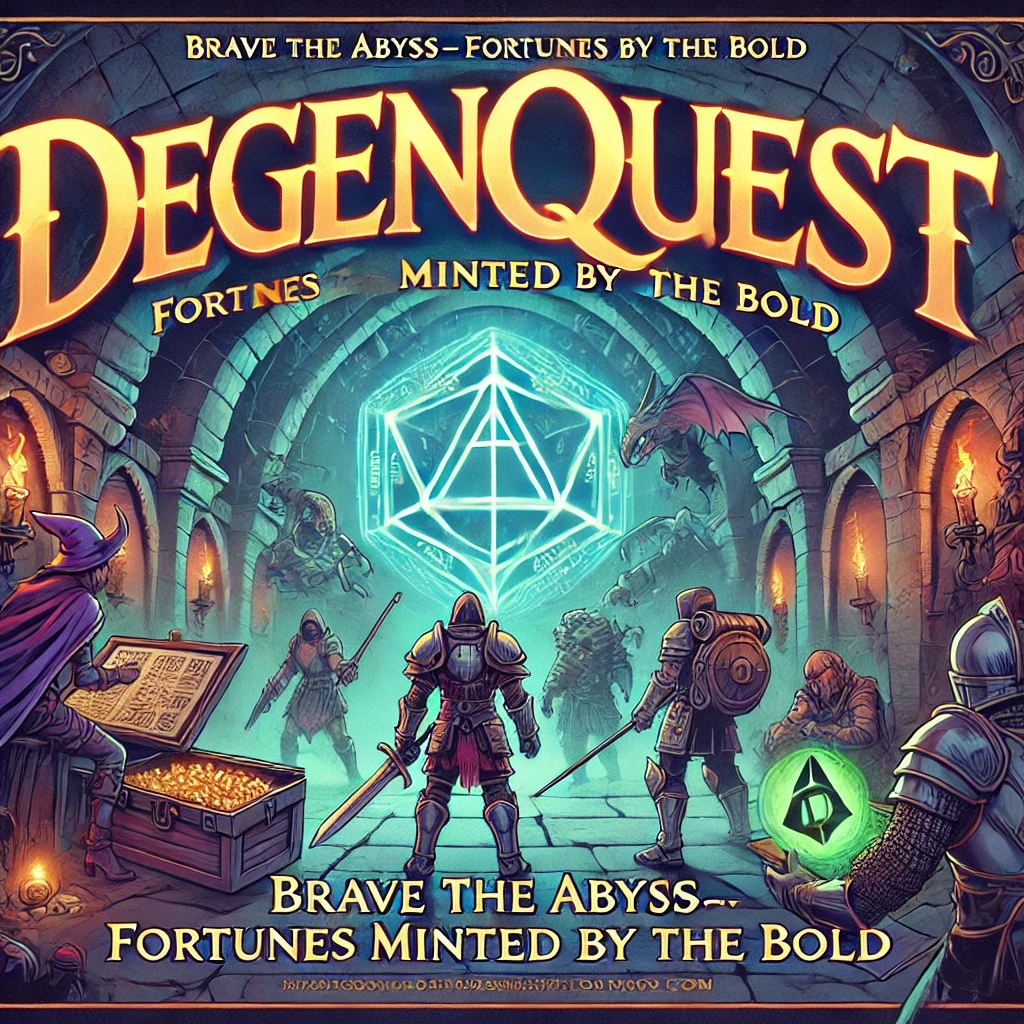 Brave the Abyss – Fortunes by the Bold
DegenQuest
Fortnes Minted by the Bold
D
Brave the Abyss–
Fortunes Minted by the Bold